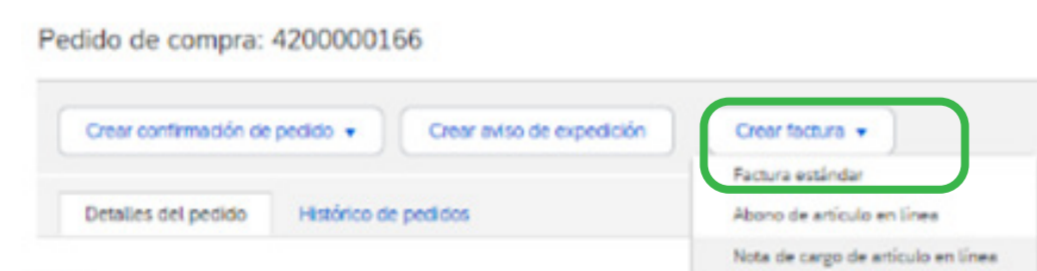 Pedido de compra: 4200000166
Crear confirmación de pedido Crear aviso de expedición Crear factura
Factura estándar
Detalles del pedido Histórico de pedidos
Abono de artículo en línea
Nota de cargo de artículo en línea